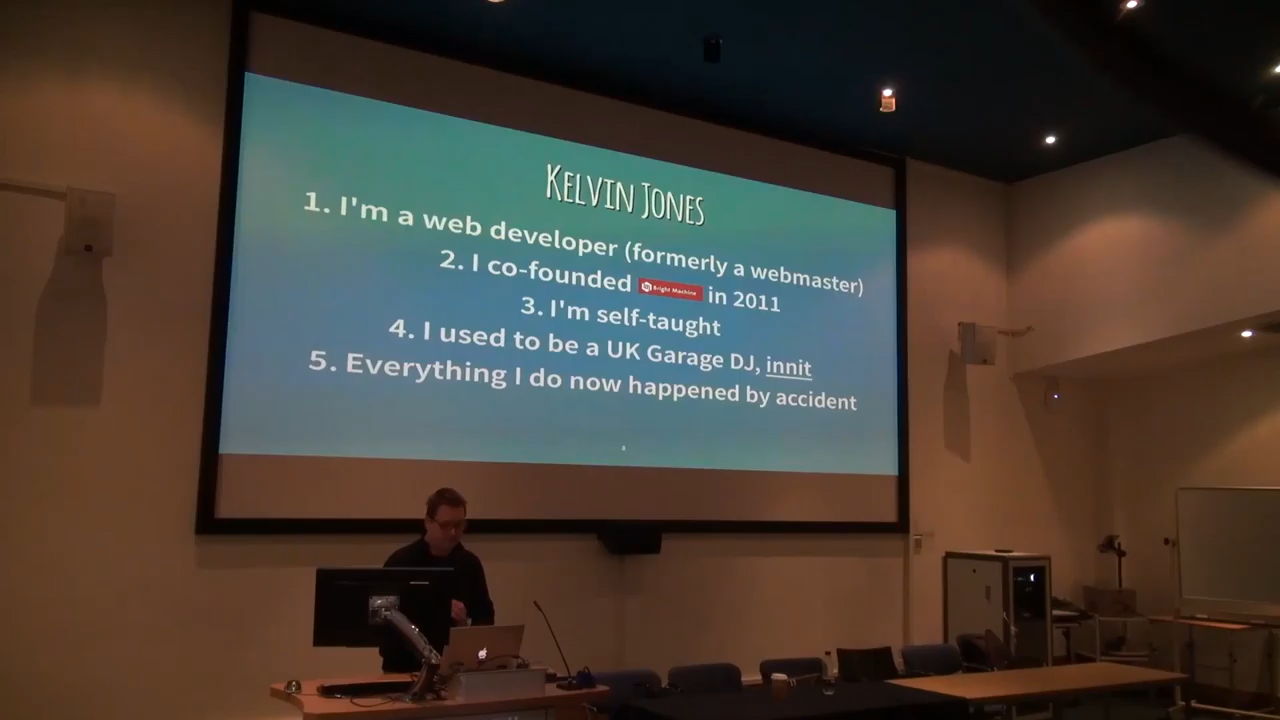 KELVIN JONES
1. I'm a web developer (formerly a webmaster)
2. I co-founded Bright Machine in 2011
3. I'm self-taught
4. I used to be a UK Garage DJ, innit
5. Everything I do now happened by accident